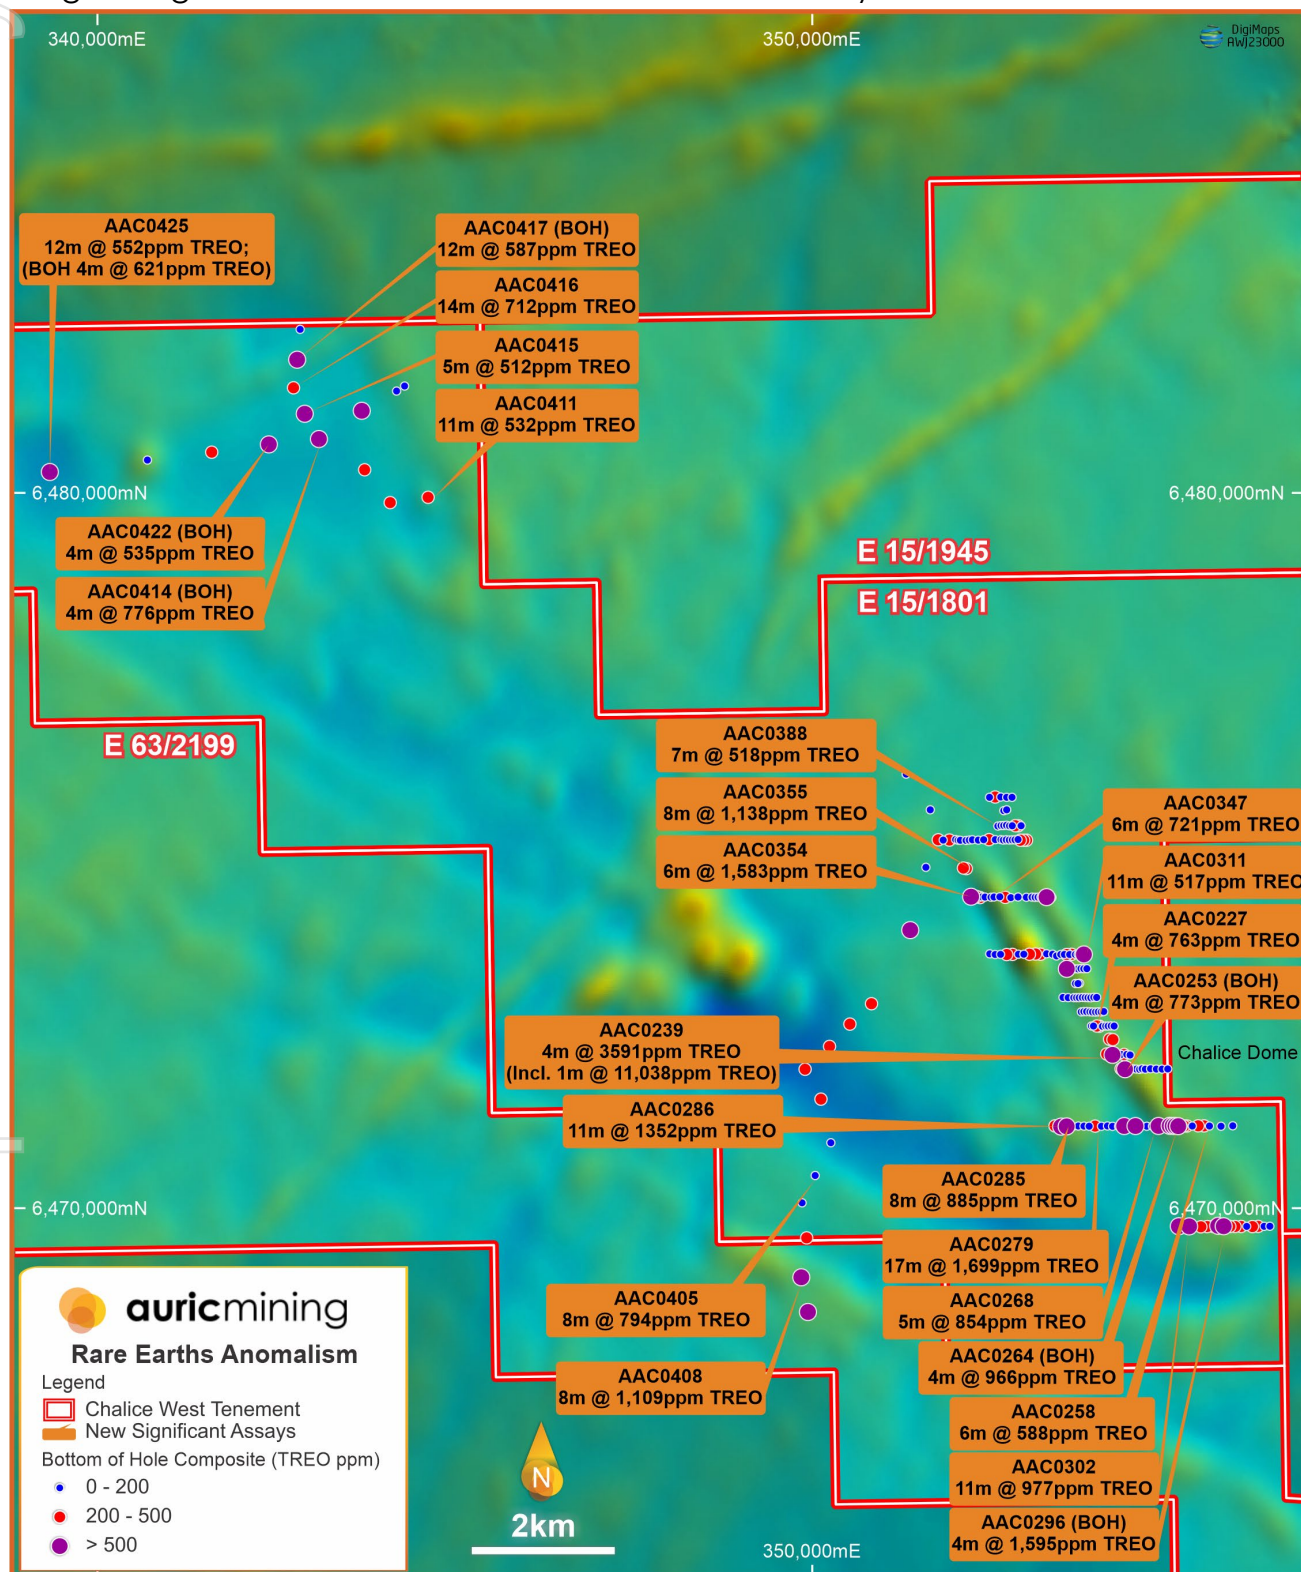 340,000mE
350,000mE
DigiMaps
AWJ23000
AAC0425
12m @ 552ppm TREO;
(BOH 4m @ 621ppm TREO)
AAC0417 (BOH)
12m @ 587ppm TREO
AAC0416
14m @ 712ppm TREO
AAC0415
5m @ 512ppm TREO
AAC0411
11m @ 532ppm TREO
6,480,000mN
6,480,000mN
AAC0422 (BOH)
4m @ 535ppm TREO
AAC0414 (BOH)
4m @ 776ppm TREO
E 15/1945
E 15/1801
E 63/2199
AAC0388
7m @ 518ppm TREO
AAC0355
8m @ 1,138ppm TREO
AAC0354
6m @ 1,583ppm TREO
AAC0347
6m @ 721ppm TREO
AAC0311
11m @ 517ppm TREO
AAC0227
4m @ 763ppm TREO
AAC0253 (BOH)
4m @ 773ppm TREO
Chalice Dome
AAC0239
4m @ 3591ppm TREO
(Incl. 1m @ 11,038ppm TREO)
AAC0286
11m @ 1352ppm TREO
AAC0285
8m @ 885ppm TREO
6,470,000mN
6,470,000mN
AAC0279
17m @ 1,699ppm TREO
AAC0268
5m @ 854ppm TREO
AAC0264 (BOH)
4m @ 966ppm TREO
AAC0258
6m @ 588ppm TREO
AAC0302
11m @ 977ppm TREO
AAC0296 (BOH)
4m @ 1,595ppm TREO
AAC0405
8m @ 794ppm TREO
AAC0408
8m @ 1,109ppm TREO
auricmining
Rare Earths Anomalism
Legend
Chalice West Tenement
New Significant Assays
Bottom of Hole Composite (TREO ppm)
0 - 200
200 - 500
> 500
N
2km
350,000mE